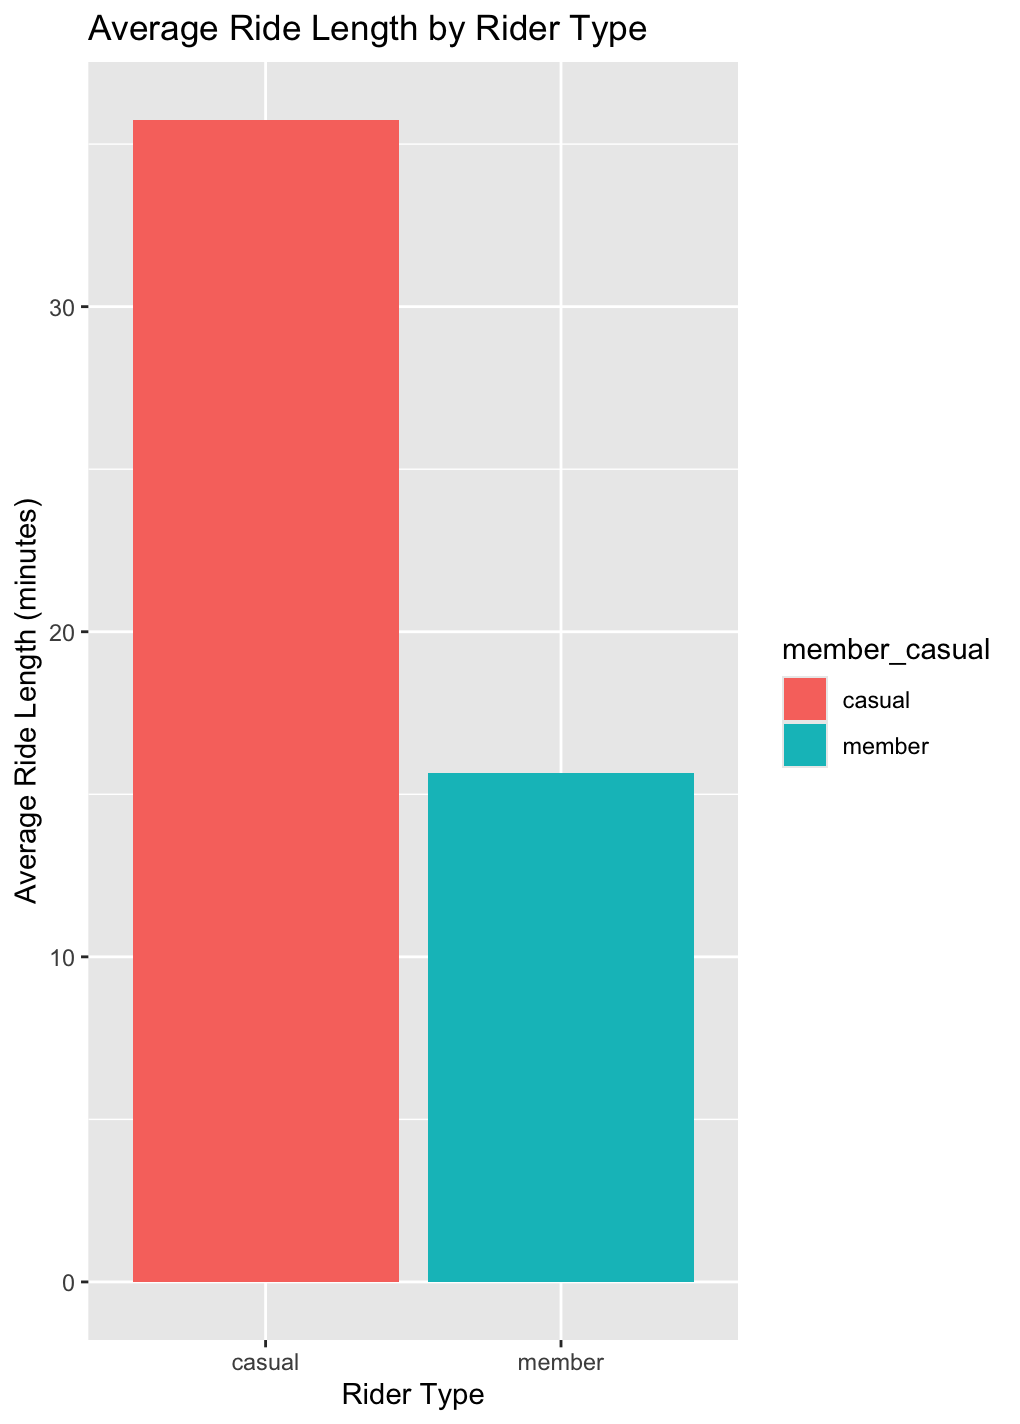 Average Ride Length by Rider Type
Average Ride Length (minutes)
30
20
10
0
casual
member
Rider Type
member_casual
casual
member